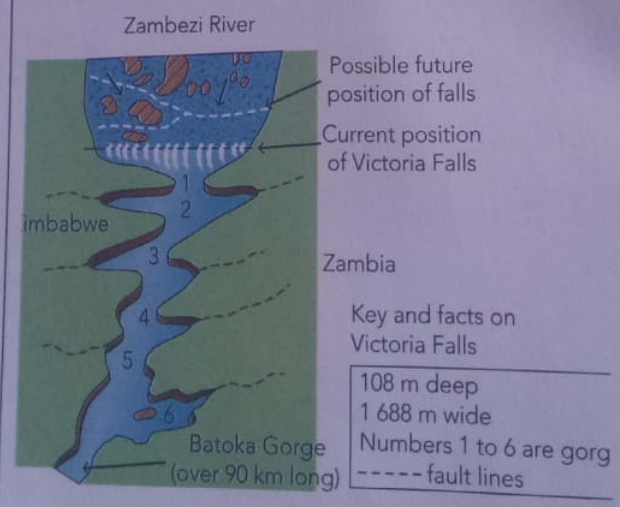 Zambezi River
Possible future
position of falls
Current position
of Victoria Falls
1
2
imbabwe
3
Zambia
4
5
6
Key and facts on
Victoria Falls
108 m deep
1 688 m wide
Numbers 1 to 6 are gorg
----- fault lines
Batoka Gorge
(over 90 km long)